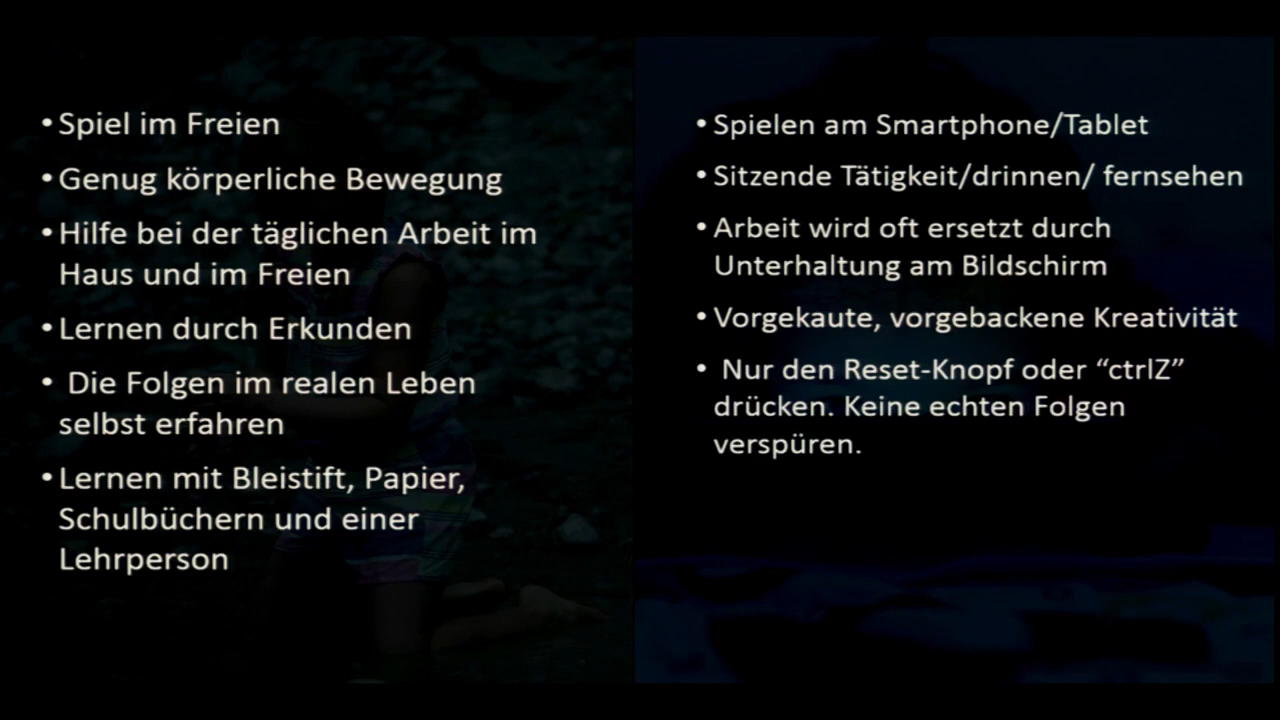 • Spiel im Freien
• Genug körperliche Bewegung
• Hilfe bei der täglichen Arbeit im
Haus und im Freien
• Lernen durch Erkunden
• Die Folgen im realen Leben
selbst erfahren
• Lernen mit Bleistift, Papier,
Schulbüchern und einer
Lehrperson
• Spielen am Smartphone/Tablet
• Sitzende Tätigkeit/drinnen/ fernsehen
• Arbeit wird oft ersetzt durch
Unterhaltung am Bildschirm
• Vorgekaute, vorgebackene Kreativität
• Nur den Reset-Knopf oder “ctrlZ”
drücken. Keine echten Folgen
verspüren.